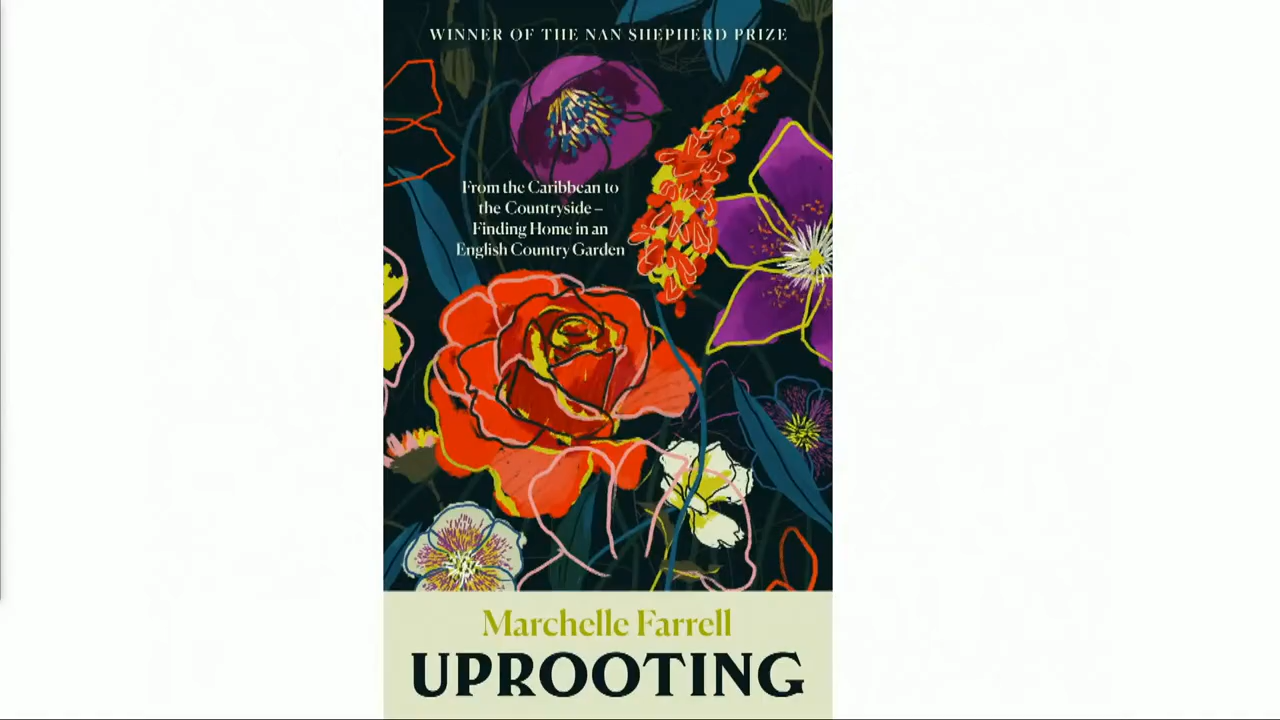 WINNER OF THE NAN SHEPHERD PRIZE
From the Caribbean to
the Countryside –
Finding Home in an
English Country Garden
Marchelle Farrell
UPROOTING